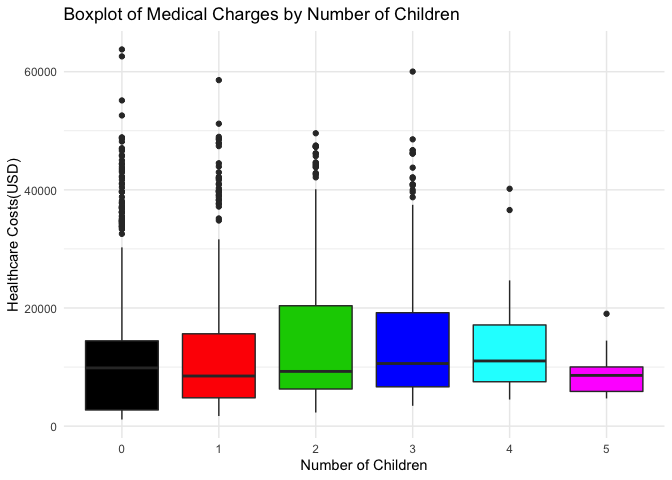 Boxplot of Medical Charges by Number of Children
Healthcare Costs(USD)
60000
40000
20000
0
0 1 2 3 4 5
Number of Children